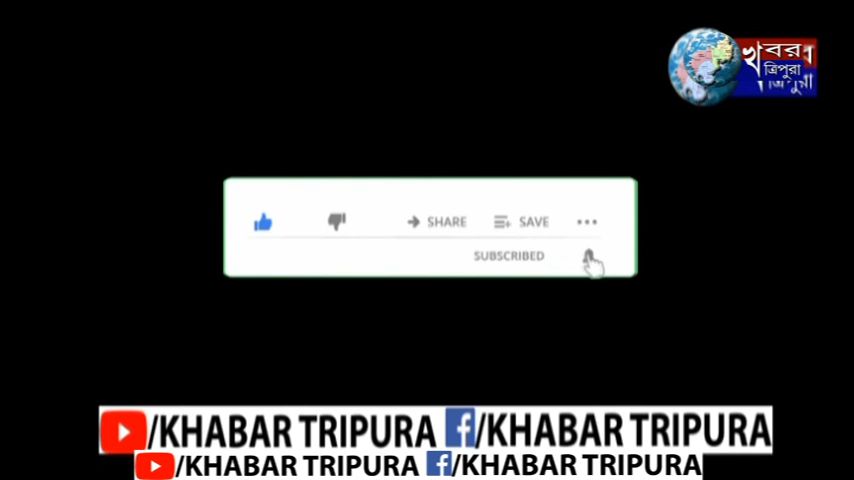 খবর
ত্রিপুরা
SHARE SAVE
SUBSCRIBED
/KHABAR TRIPURA /KHABAR TRIPURA
/KHABAR TRIPURA /KHABAR TRIPURA